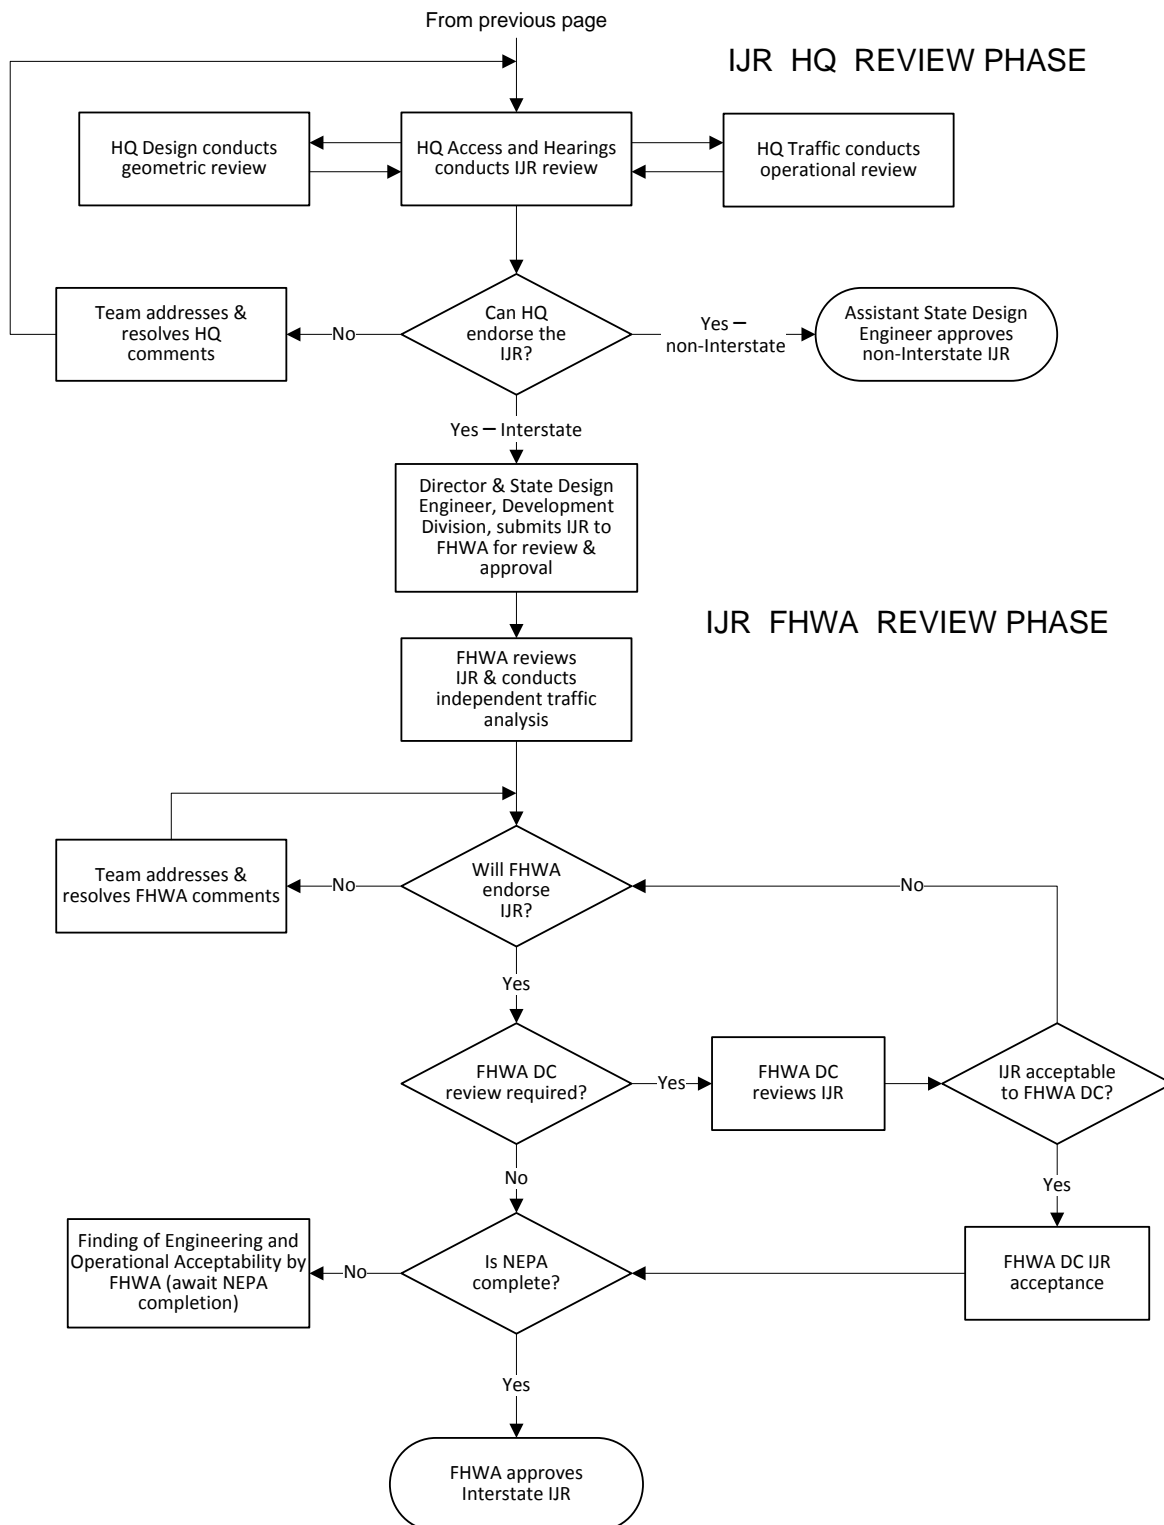 From previous page
IJR HQ REVIEW PHASE
HQ Design conducts
geometric review
HQ Access and Hearings
conducts IJR review
HQ Traffic conducts
operational review
Team addresses &
resolves HQ
comments
No
Can HQ
endorse the
IJR?
Yes –
non-Interstate
Assistant State Design
Engineer approves
non-Interstate IJR
Yes – Interstate
Director & State Design
Engineer, Development
Division, submits IJR to
FHWA for review &
approval
IJR FHWA REVIEW PHASE
FHWA reviews
IJR & conducts
independent traffic
analysis
Team addresses &
resolves FHWA comments
No
Will FHWA
endorse
IJR?
No
Yes
FHWA DC
review required?
Yes
FHWA DC
reviews IJR
IJR acceptable
to FHWA DC?
No
Yes
Finding of Engineering and
Operational Acceptability by
FHWA (await NEPA
completion)
No
Is NEPA
complete?
FHWA DC IJR
acceptance
Yes
FHWA approves
Interstate IJR